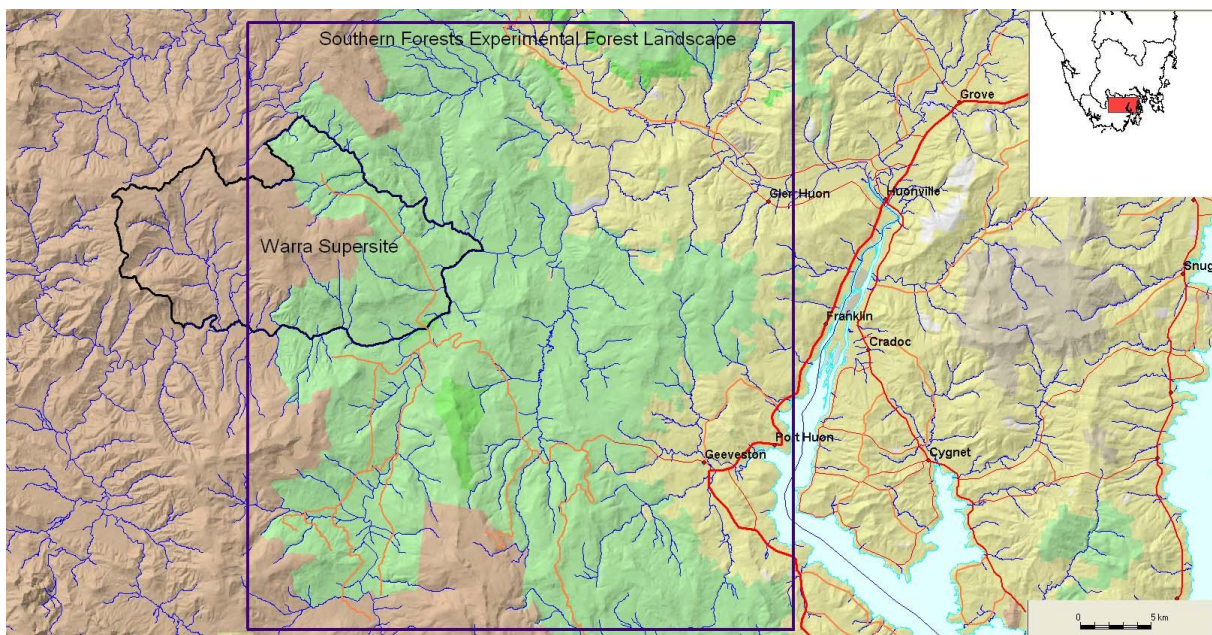 Southern Forests Experimental Forest Landscape
Grove
Glen Huon
Huonville
Warra Supersite
Snug
Franklin
Cradoc
Port Huon
Geeveston
Cygnet
0 5 km